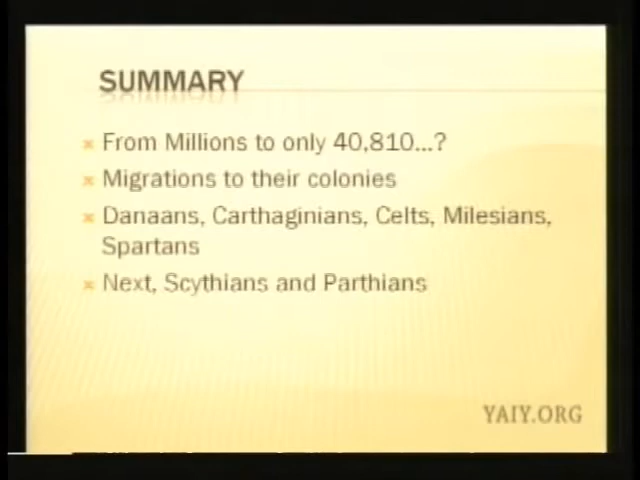 SUMMARY
From Millions to only 40,810...?
Migrations to their colonies
Danaans, Carthaginians, Celts, Milesians,
Spartans
Next, Scythians and Parthians
YAIY.ORG